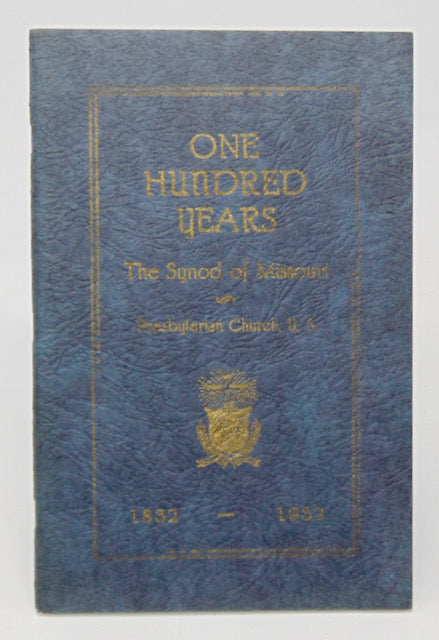 ONE
HUNDRED
YEARS
The Synod of Missouri
Presbyterian Church, U. S.
1832 — 1932